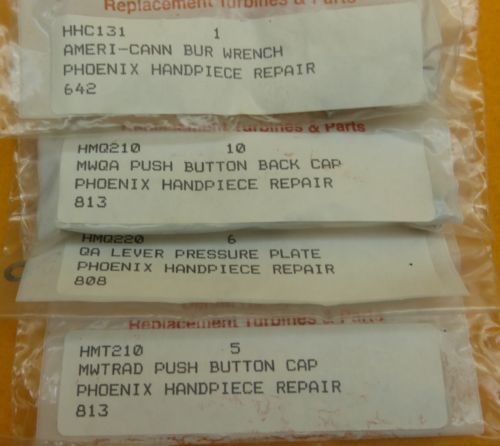 Replacement Turbines & Parts
HHC131 1
AMERI-CANN BUR WRENCH
PHOENIX HANDPIECE REPAIR
642
Replacement Turbines & Parts
HMQ210 10
MWQA PUSH BUTTON BACK CAP
PHOENIX HANDPIECE REPAIR
813
HMQ220 6
QA LEVER PRESSURE PLATE
PHOENIX HANDPIECE REPAIR
808
Replacement Turbines & Parts
HMT210 5
MWTRAD PUSH BUTTON CAP
PHOENIX HANDPIECE REPAIR
813